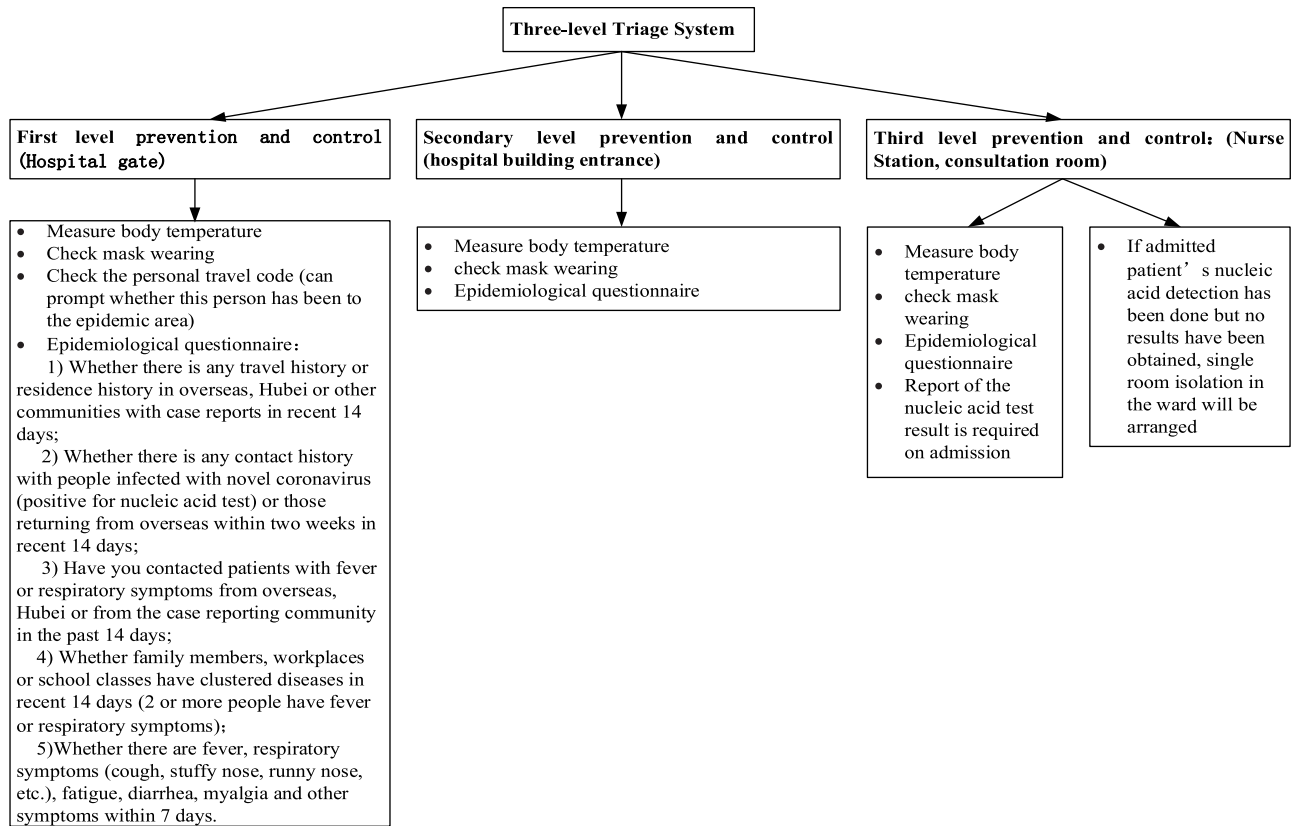 Three-level Triage System
First level prevention and control
(Hospital gate)
Secondary level prevention and control
(hospital building entrance)
Third level prevention and control: (Nurse
Station, consultation room)
• Measure body temperature
• Check mask wearing
• Check the personal travel code (can
prompt whether this person has been to
the epidemic area)
• Epidemiological questionnaire:
1) Whether there is any travel history or
residence history in overseas, Hubei or other
communities with case reports in recent 14
days;
2) Whether there is any contact history
with people infected with novel coronavirus
(positive for nucleic acid test) or those
returning from overseas within two weeks in
recent 14 days;
3) Have you contacted patients with fever
or respiratory symptoms from overseas,
Hubei or from the case reporting community
in the past 14 days;
4) Whether family members, workplaces
or school classes have clustered diseases in
recent 14 days (2 or more people have fever
or respiratory symptoms);
5)Whether there are fever, respiratory
symptoms (cough, stuffy nose, runny nose,
etc.), fatigue, diarrhea, myalgia and other
symptoms within 7 days.
• Measure body temperature
• check mask wearing
• Epidemiological questionnaire
• Measure body
temperature
• check mask
wearing
• Epidemiological
questionnaire
• Report of the
nucleic acid test
result is required
on admission
• If admitted
patient’s nucleic
acid detection has
been done but no
results have been
obtained, single
room isolation in
the ward will be
arranged